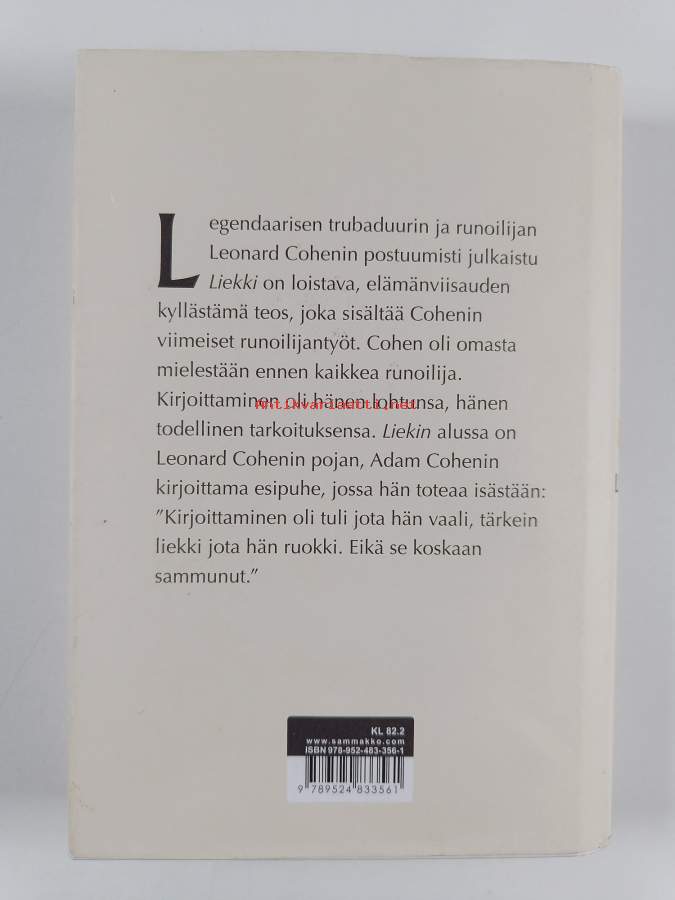 Legendaarisen trubaduurin ja runoilijan
Leonard Cohenin postuumisti julkaistu
Liekki on loistava, elämänviisauden
kyllästämä teos, joka sisältää Cohenin
viimeiset runoilijantyöt. Cohen oli omasta
mielestään ennen kaikkea runoilija.
Kirjoittaminen oli hänen lohtunsa, hänen
Antikvariaatti.net
todellinen tarkoituksensa. Liekin alussa on
Leonard Cohenin pojan, Adam Cohenin
kirjoittama esipuhe, jossa hän toteaa isästään:
”Kirjoittaminen oli tuli jota hän vaali, tärkein
liekki jota hän ruokki. Eikä se koskaan
sammunut.”
KL 82.2
www.sammakko.com
ISBN 978-952-483-356-1
9 789524 833561